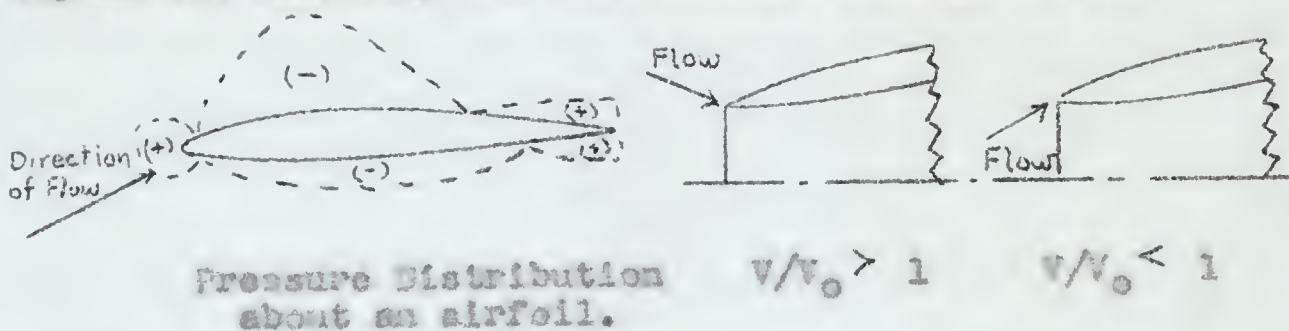 (-)
Flow
(+)
(+)
Direction
of Flow
(+)
(-)
Flow
Pressure Distribution
about an airfoil.
V/V₀ > 1
V/V₀ < 1